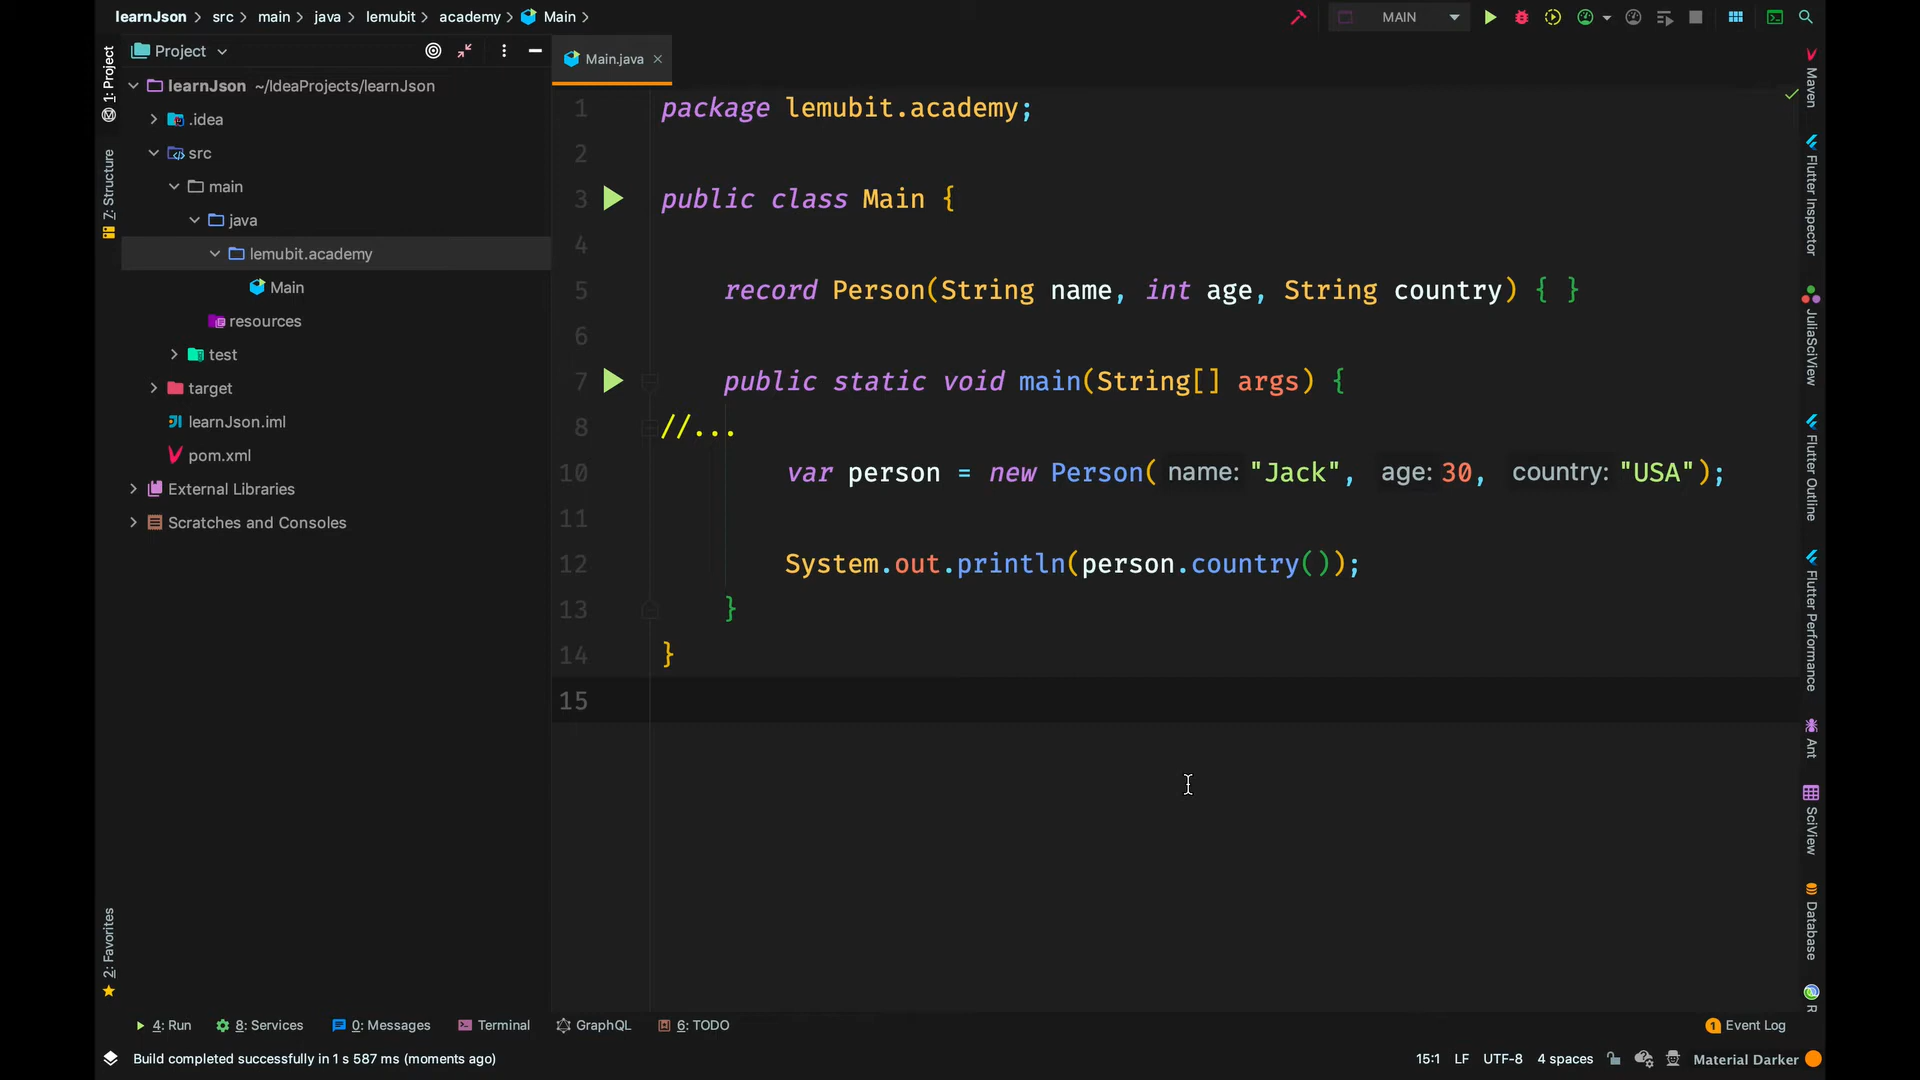 learnJson > src > main > java > lemubit > academy > Main >
MAIN
1: Project
7: Structure
2: Favorites
Project
learnJson ~/IdeaProjects/learnJson
.idea
src
main
java
lemubit.academy
Main
resources
test
target
learnJson.iml
pom.xml
External Libraries
Scratches and Consoles
Main.java
1 package lemubit.academy;
2
3 public class Main {
4
5 record Person(String name, int age, String country) { }
6
7 public static void main(String[] args) {
8 //...
10 var person = new Person( name: "Jack", age: 30, country: "USA");
11
12 System.out.println(person.country());
13 }
14 }
15
Maven
Flutter Inspector
JuliaSciView
Flutter Outline
Flutter Performance
Ant
SciView
Database
R
4: Run
8: Services
0: Messages
Terminal
GraphQL
6: TODO
1 Event Log
Build completed successfully in 1 s 587 ms (moments ago)
15:1 LF UTF-8 4 spaces Material Darker